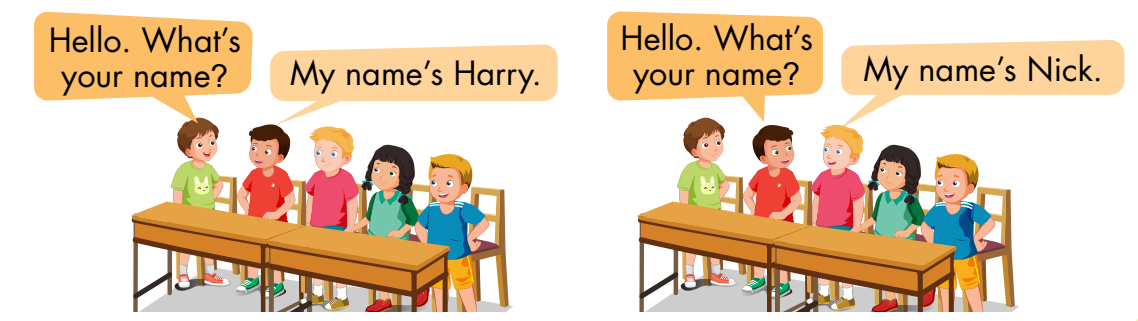 Hello. What's
your name?
My name's Harry.
Hello. What's
your name?
My name's Nick.